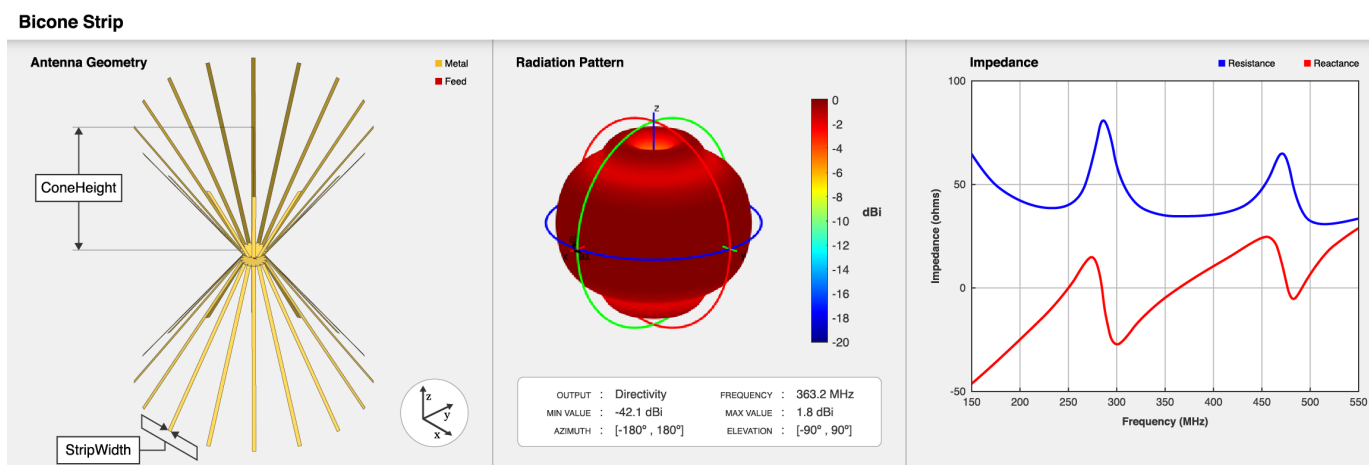 Bicone Strip
Antenna Geometry
Metal
Feed
ConeHeight
StripWidth
z
y
x
Radiation Pattern
z
0
-2
-4
-6
-8
-10
-12
-14
-16
-18
-20
dBi
OUTPUT : Directivity FREQUENCY : 363.2 MHz
MIN VALUE : -42.1 dBi MAX VALUE : 1.8 dBi
AZIMUTH : [-180° , 180°] ELEVATION : [-90° , 90°]
Impedance
Resistance Reactance
100
50
0
-50
Impedance (ohms)
150 200 250 300 350 400 450 500 550
Frequency (MHz)